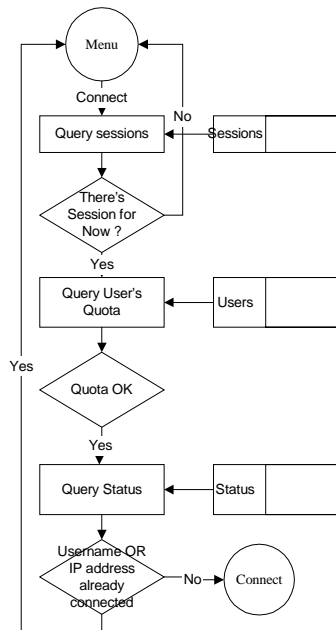 Menu
Connect
No
Query sessions
Sessions
There's
Session for
Now ?
Yes
Query User's
Quota
Users
Yes
Quota OK
Yes
Query Status
Status
Username OR
IP address
already
connected
No
Connect